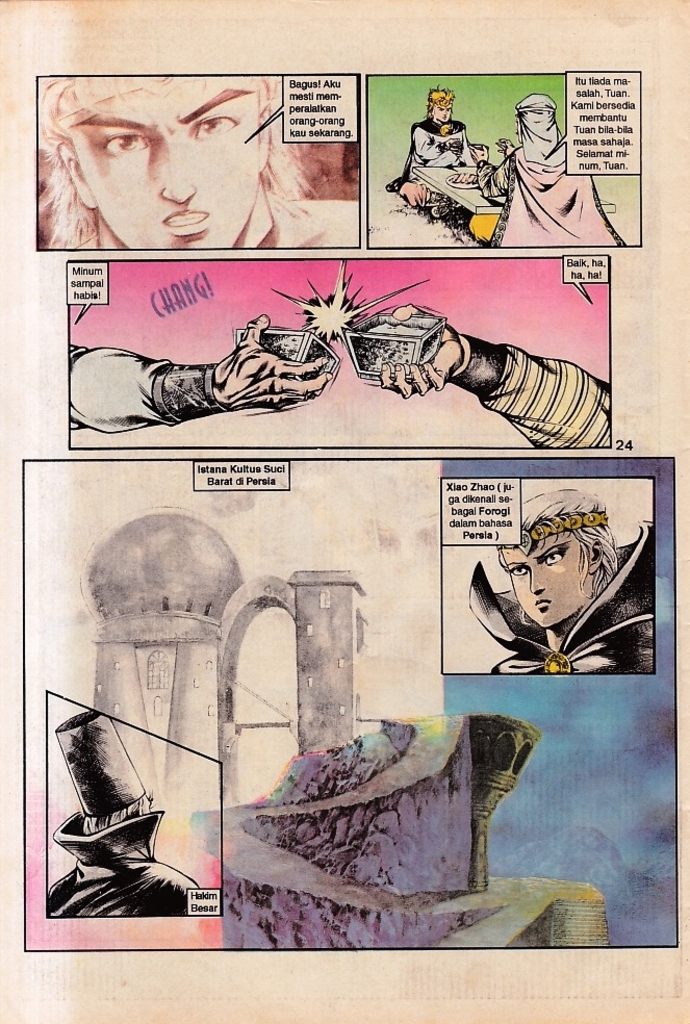 Bagus! Aku
mesti mem-
peralatkan
orang-orang
kau sekarang.
Itu tiada ma-
salah, Tuan.
Kami bersedia
membantu
Tuan bila-bila
masa sahaja.
Selamat mi-
num, Tuan.
Minum
sampai
habis!
CHANG!
Baik, ha,
ha, ha!
24
Istana Kultus Suci
Barat di Persia
Xiao Zhao ( ju-
ga dikenali se-
bagai Forogi
dalam bahasa
Persia )
Hakim
Besar